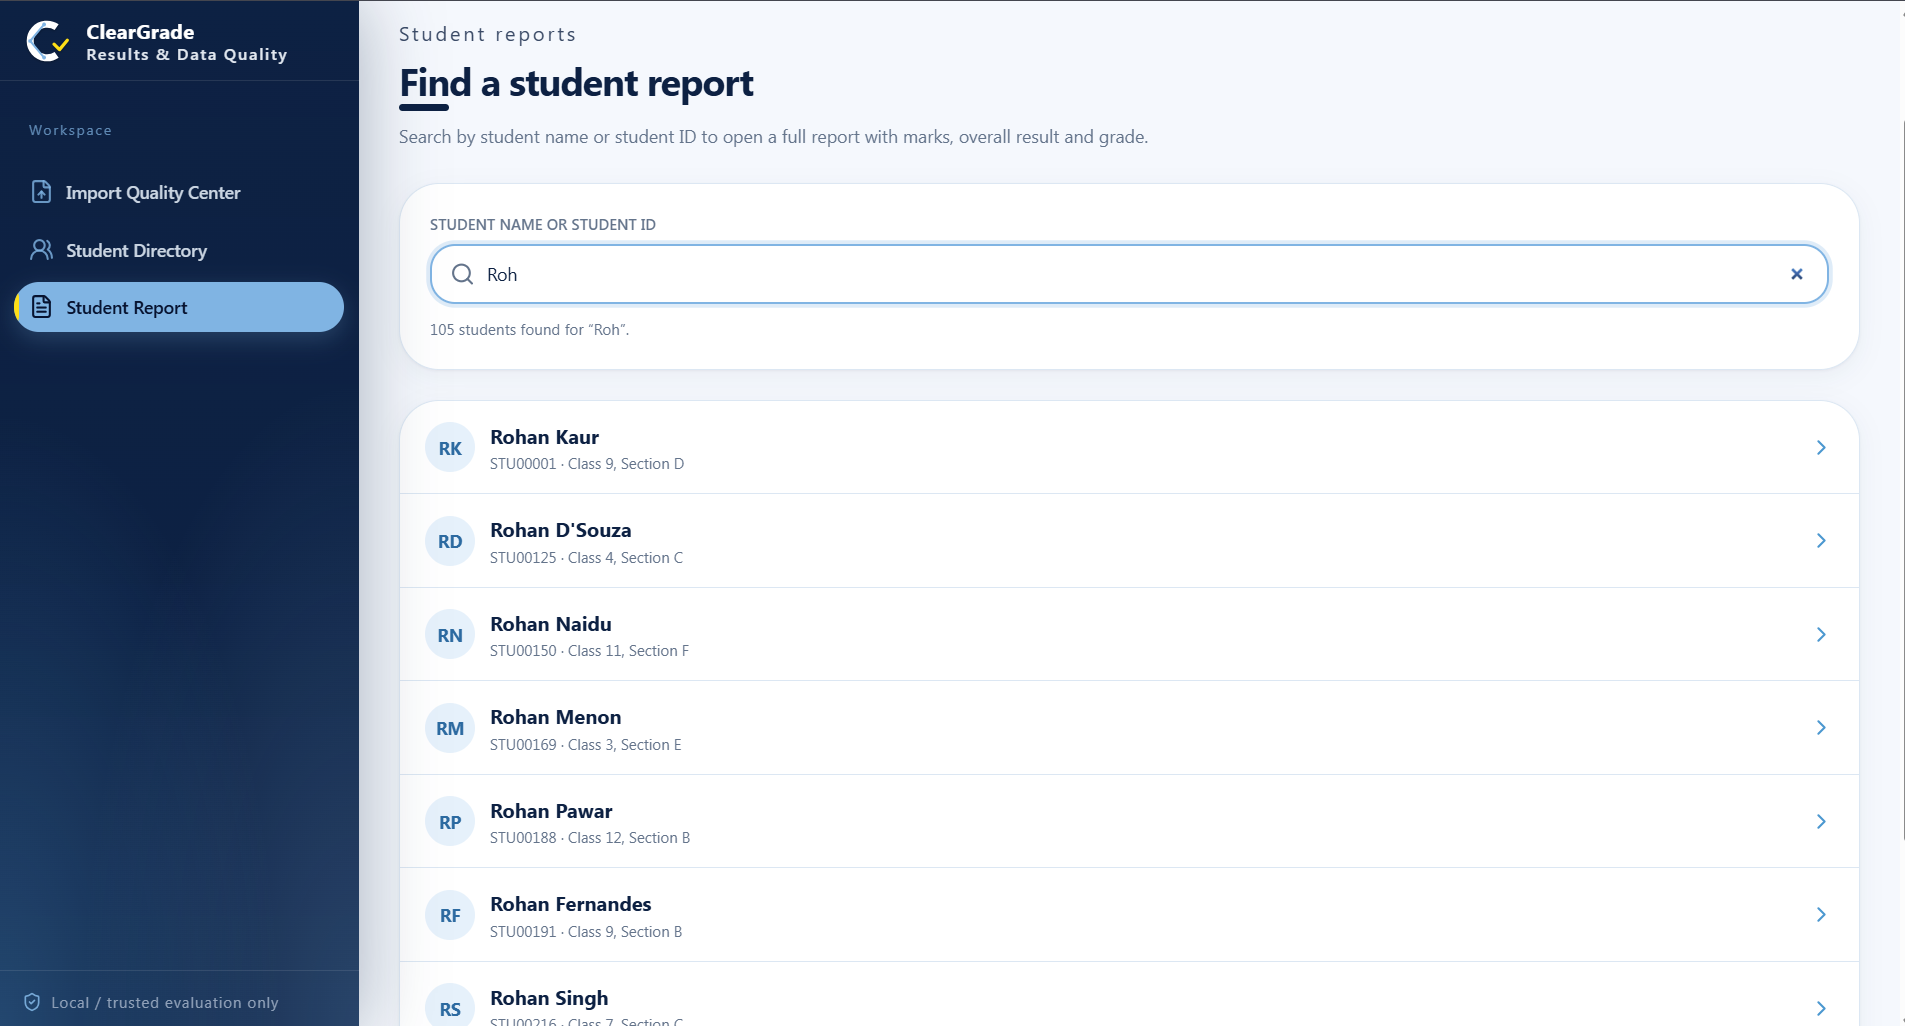 ClearGrade
Results & Data Quality
Workspace
Import Quality Center
Student Directory
Student Report
Local / trusted evaluation only
Student reports
Find a student report
Search by student name or student ID to open a full report with marks, overall result and grade.
STUDENT NAME OR STUDENT ID
Roh
105 students found for “Roh”.
RK
Rohan Kaur
STU00001 · Class 9, Section D
RD
Rohan D'Souza
STU00125 · Class 4, Section C
RN
Rohan Naidu
STU00150 · Class 11, Section F
RM
Rohan Menon
STU00169 · Class 3, Section E
RP
Rohan Pawar
STU00188 · Class 12, Section B
RF
Rohan Fernandes
STU00191 · Class 9, Section B
RS
Rohan Singh
STU00216 · Class 7, Section C